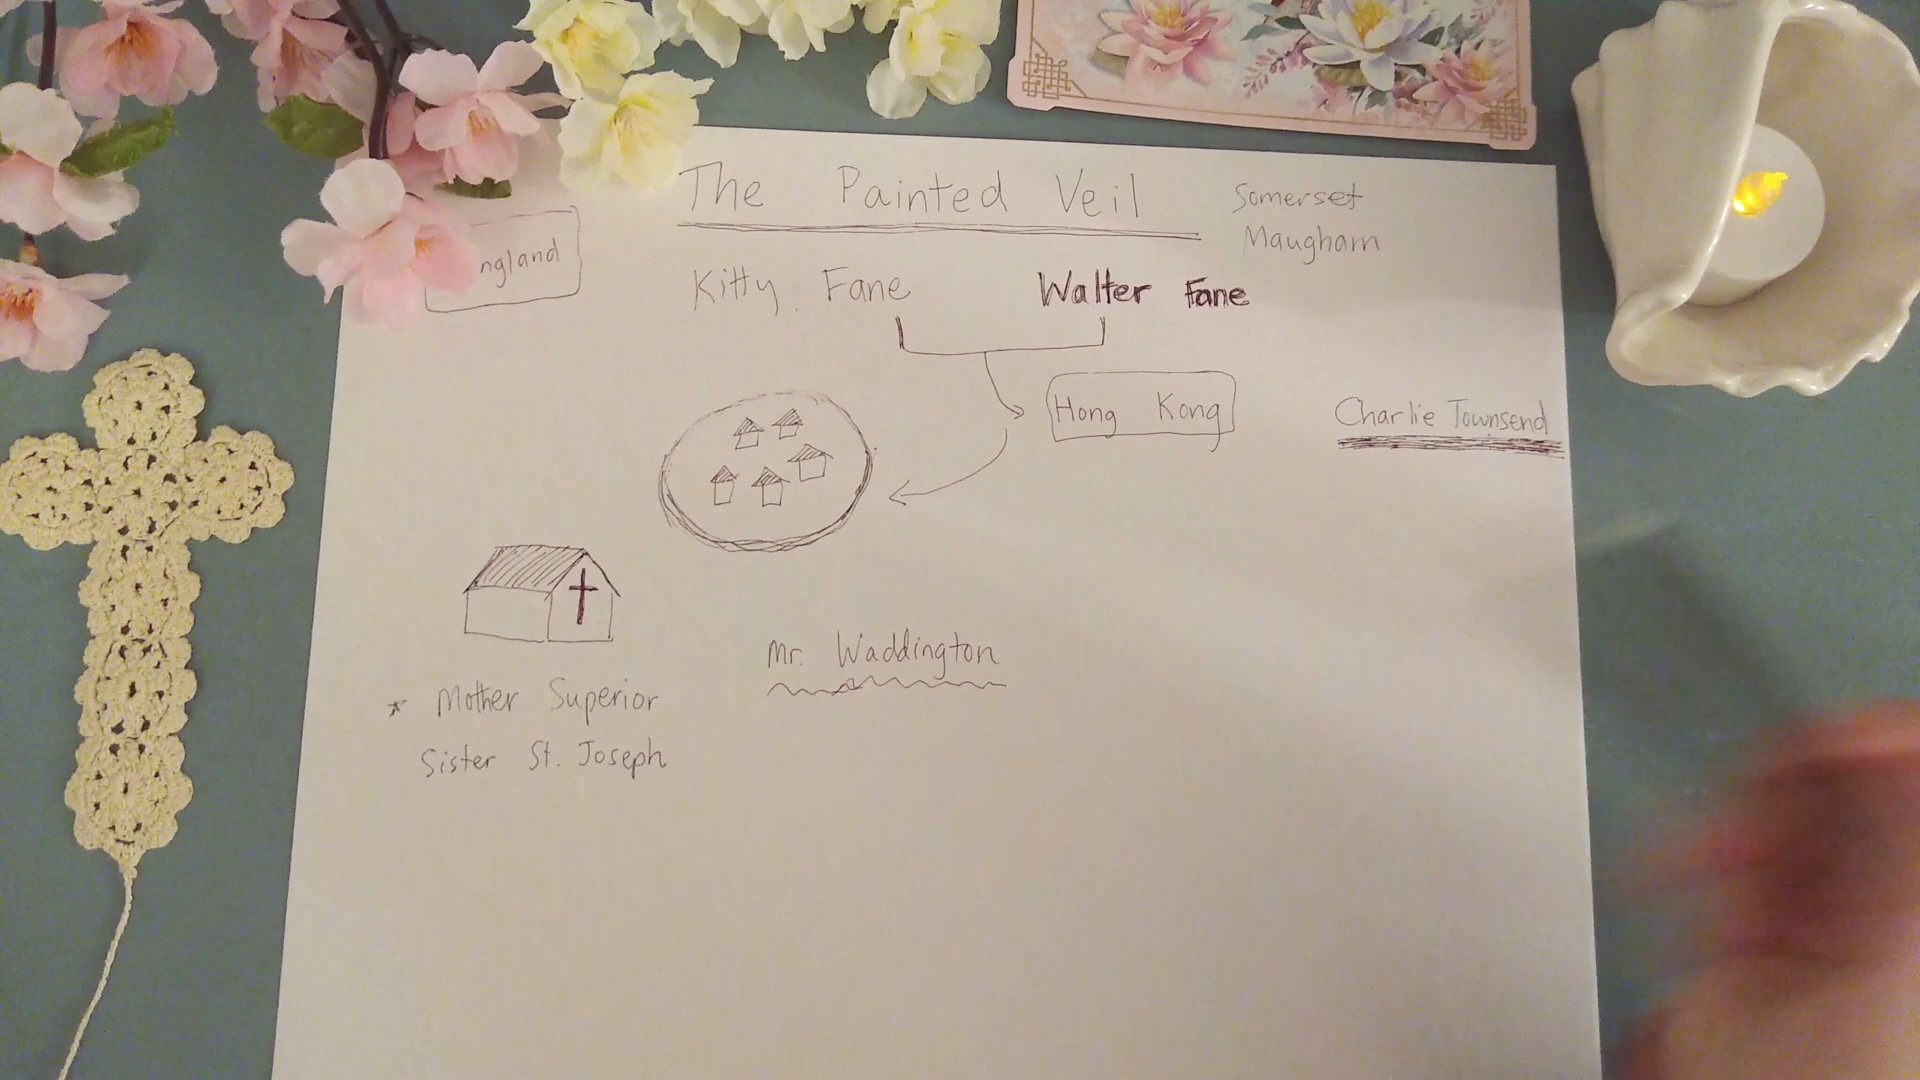 The Painted Veil
Somerset
Maugham
ngland
Kitty Fane
Walter Fane
Hong Kong
Charlie Townsend
Mr. Waddington
* Mother Superior
Sister St. Joseph